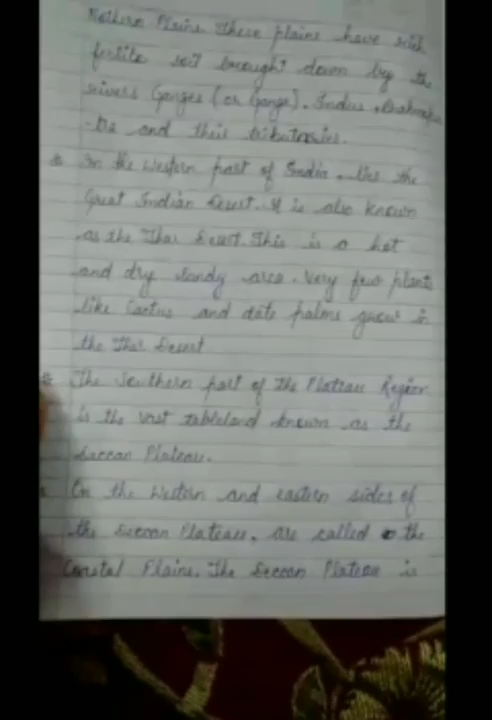 Nothern Plains. These plains have rich
fertile soil brought down by the
rivers Ganges (or Ganga), Indus, Brahmapu
-tra and their tributaries.
In the western part of India, lies the
Great Indian Desert. It is also known
as the Thar Desert. This is a hot
and dry sandy area. Very few plants
like Cactus and date palms grow in
the Thar Desert
The Southern part of the Plateau Region
is the vast tableland known as the
Deccan Plateau.
On the western and eastern sides of
the Deccan Plateau, are called the
Coastal Plains. The Deccan Plateau is